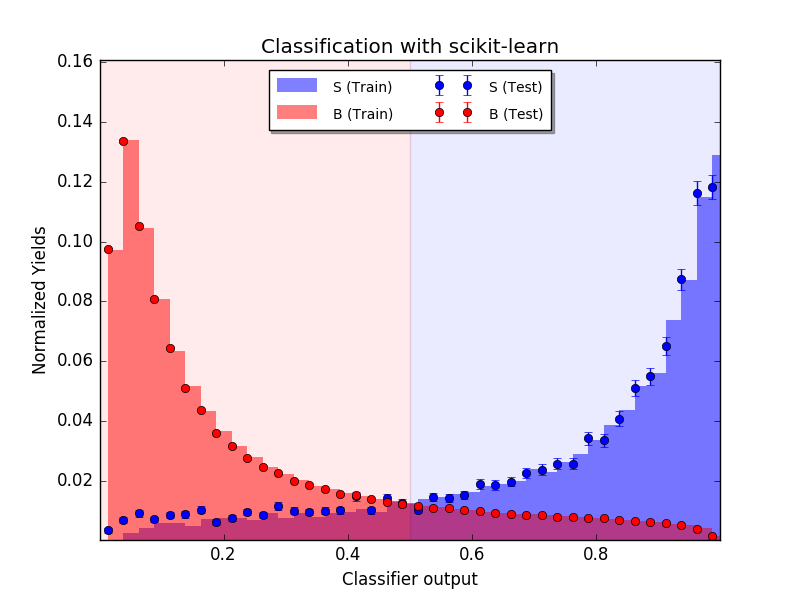 Classification with scikit-learn
S (Train) S (Test)
B (Train) B (Test)
0.16
0.14
0.12
0.10
0.08
0.06
0.04
0.02
Normalized Yields
0.2 0.4 0.6 0.8
Classifier output